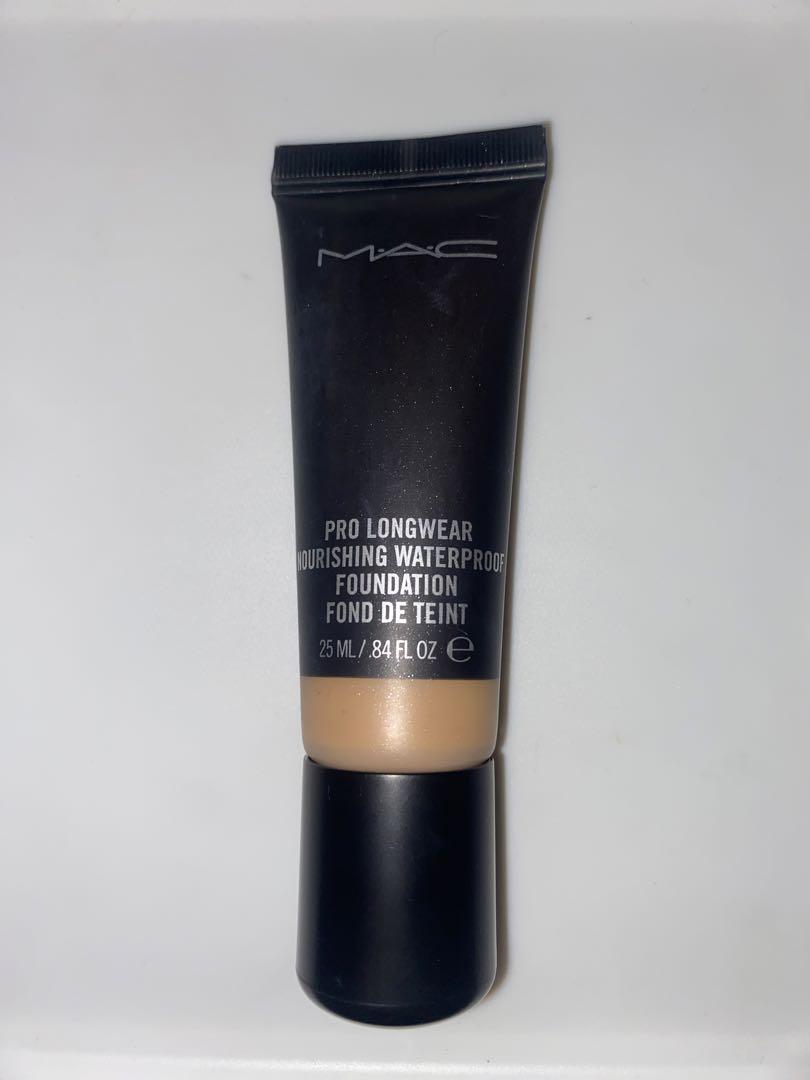 M·A·C
PRO LONGWEAR
NOURISHING WATERPROOF
FOUNDATION
FOND DE TEINT
25 ML / .84 FL OZ ℮